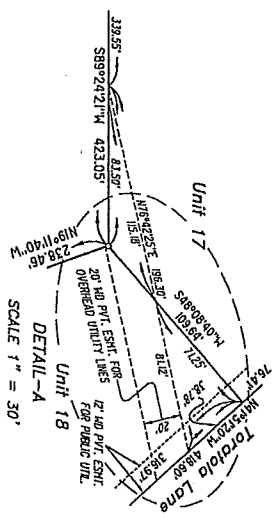 339.55'
S89°24'21"W 423.05'
83.50'
N76°42'25"E 196.30'
115.18'
81.12'
Unit 17
S48°08'40"W
109.64'
71.25'
38.78'
76.41'
N49°51'20"W 418.60'
Toratola Lane
316.97'
20'
N19°11'40"W
238.46'
20' WD PVT. ESMT. FOR
OVERHEAD UTILITY LINES
12' WD PVT. ESMT.
FOR PUBLIC UTIL.
Unit 18
DETAIL-A
SCALE 1" = 30'